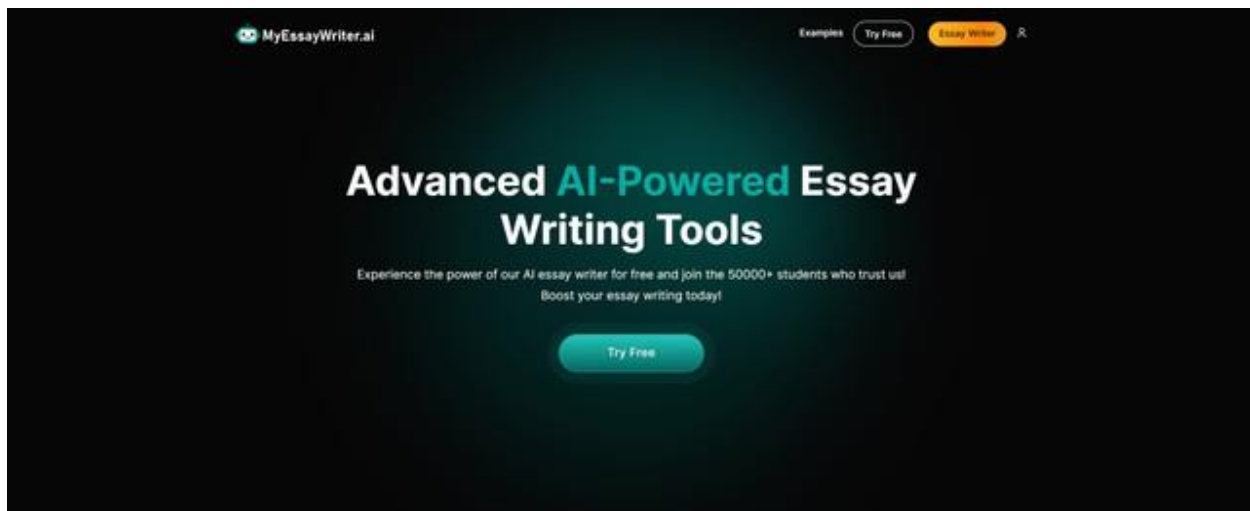 MyEssayWriter.ai
Examples Try Free Essay Writer
Advanced AI-Powered Essay
Writing Tools
Experience the power of our AI essay writer for free and join the 50000+ students who trust us!
Boost your essay writing today!
Try Free